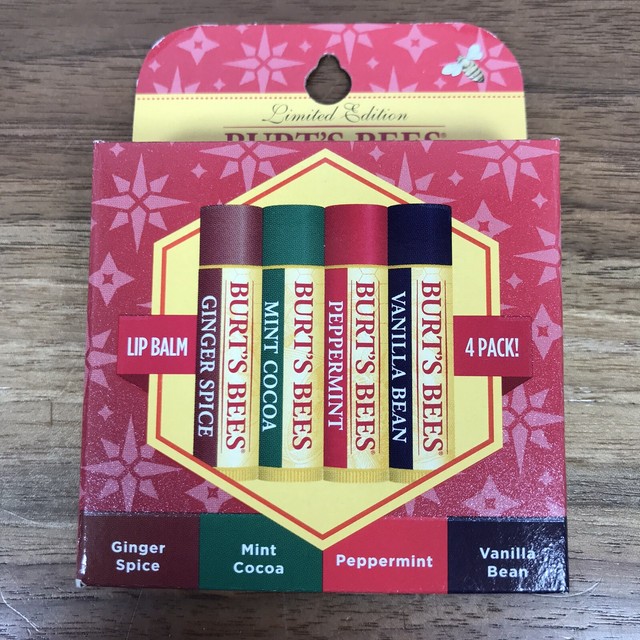 Limited Edition
BURT'S BEES®
LIP BALM
GINGER SPICE
BURT'S BEES®
MINT COCOA
BURT'S BEES®
PEPPERMINT
BURT'S BEES®
VANILLA BEAN
BURT'S BEES®
4 PACK!
Ginger
Spice
Mint
Cocoa
Peppermint
Vanilla
Bean